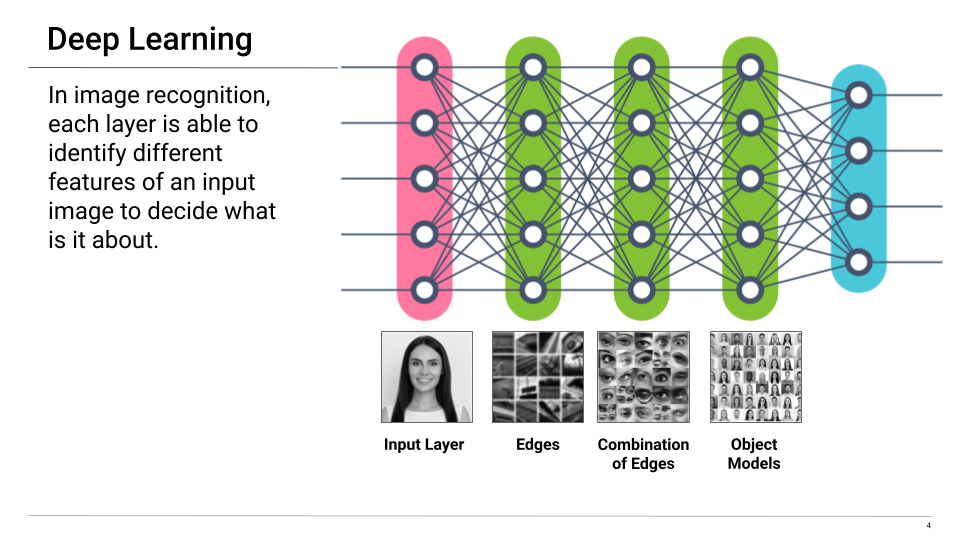 Deep Learning
In image recognition,
each layer is able to
identify different
features of an input
image to decide what
is it about.
Input Layer
Edges
Combination
of Edges
Object
Models
4